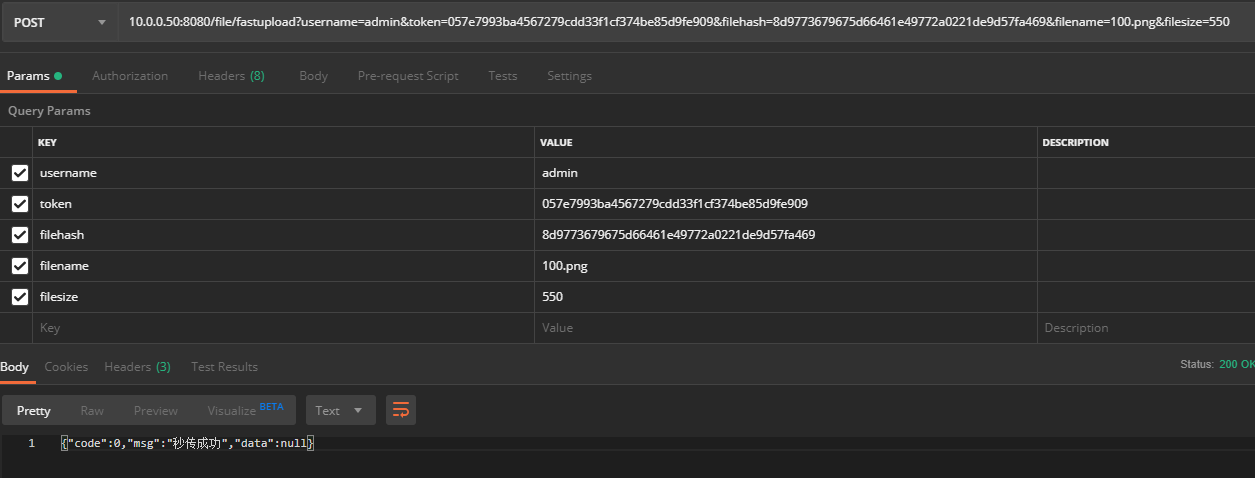 POST 10.0.0.50:8080/file/fastupload?username=admin&token=057e7993ba4567279cdd33f1cf374be85d9fe909&filehash=8d9773679675d66461e49772a0221de9d57fa469&filename=100.png&filesize=550
Params Authorization Headers (8) Body Pre-request Script Tests Settings
Query Params
KEY VALUE DESCRIPTION
username admin
token 057e7993ba4567279cdd33f1cf374be85d9fe909
filehash 8d9773679675d66461e49772a0221de9d57fa469
filename 100.png
filesize 550
Key Value Description
Body Cookies Headers (3) Test Results Status: 200 OK
Pretty Raw Preview Visualize BETA Text
1 {"code":0,"msg":"秒传成功","data":null}